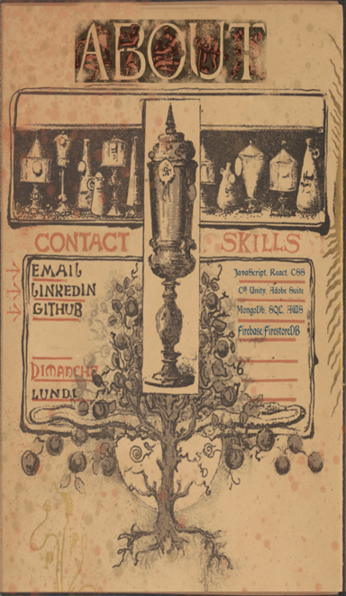 ABOUT
CONTACT
SKILLS
EMAIL
LINKEDIN
GITHUB
DIMANCHE
LUNDI
JavaScript, React, CSS
C#, Unity, Adobe Suite
MongoDb, SQL, AWS
Firebase/FirestoreDB
6